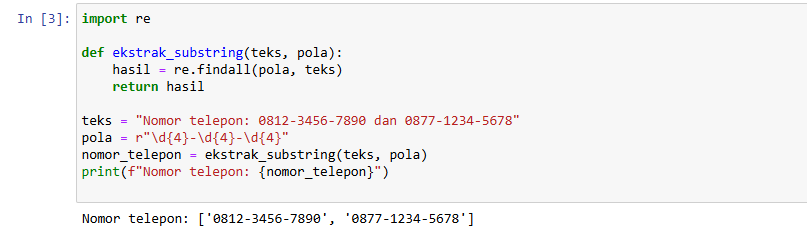 In [3]: import re
def ekstrak_substring(teks, pola):
    hasil = re.findall(pola, teks)
    return hasil
teks = "Nomor telepon: 0812-3456-7890 dan 0877-1234-5678"
pola = r"\d{4}-\d{4}-\d{4}"
nomor_telepon = ekstrak_substring(teks, pola)
print(f"Nomor telepon: {nomor_telepon}")
Nomor telepon: ['0812-3456-7890', '0877-1234-5678']